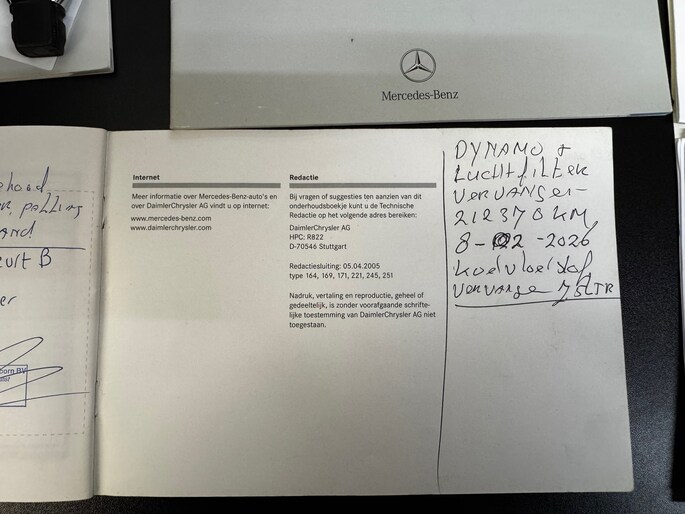 Mercedes-Benz
Internet
Meer informatie over Mercedes-Benz-auto's en
over DaimlerChrysler AG vindt u op internet:
www.mercedes-benz.com
www.daimlerchrysler.com
Redactie
Bij vragen of suggesties ten aanzien van dit
onderhoudsboekje kunt u de Technische
Redactie op het volgende adres bereiken:
DaimlerChrysler AG
HPC: R822
D-70546 Stuttgart
Redactiesluiting: 05.04.2005
type 164, 169, 171, 221, 245, 251
Nadruk, vertaling en reproductie, geheel of
gedeeltelijk, is zonder voorafgaande schrifte-
lijke toestemming van DaimlerChrysler AG niet
toegestaan.
DYNAMO +
Luchtfilter
vervangen
212370 KM
8-02-2026
koelvloeistof
vervange 7,5LTR